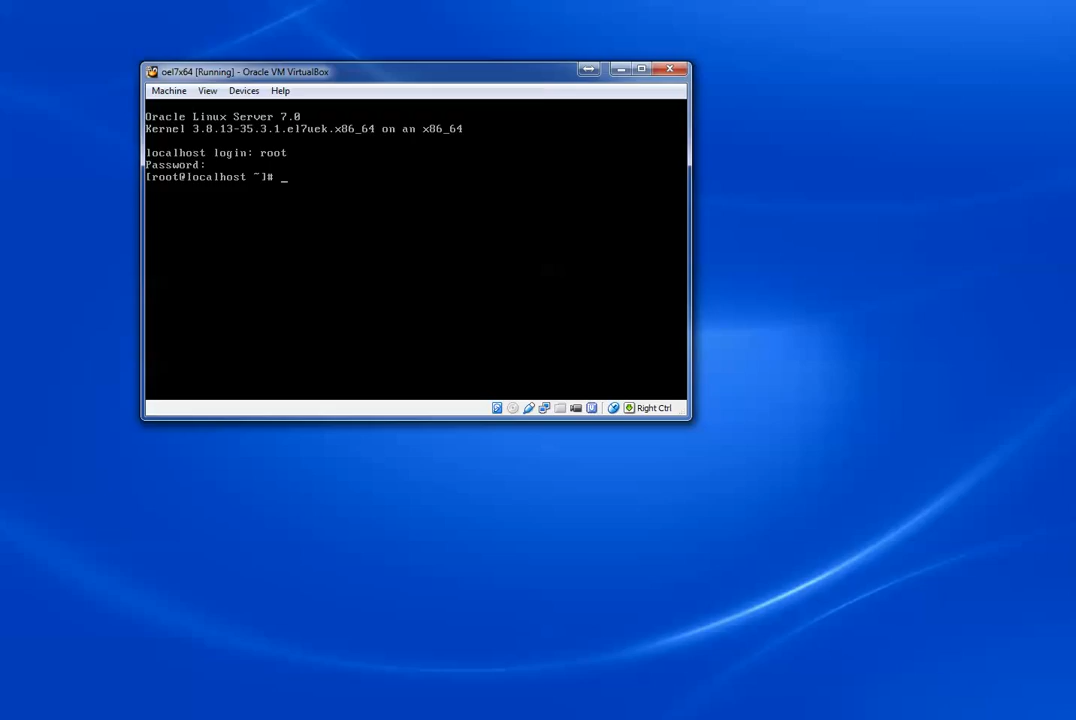 oel7x64 [Running] - Oracle VM VirtualBox
Machine View Devices Help
Oracle Linux Server 7.0
Kernel 3.8.13-35.3.1.el7uek.x86_64 on an x86_64
localhost login: root
Password:
[root@localhost ~]# _
Right Ctrl